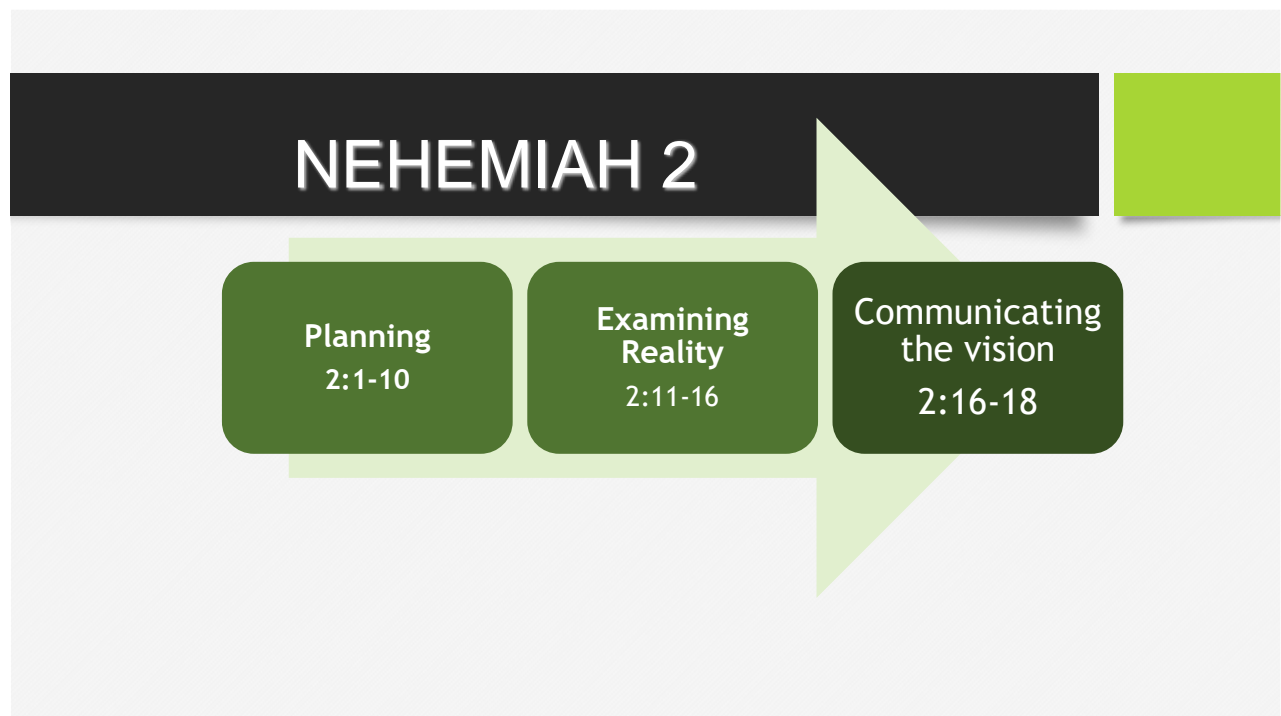 NEHEMIAH 2
Planning
2:1-10
Examining
Reality
2:11-16
Communicating
the vision
2:16-18